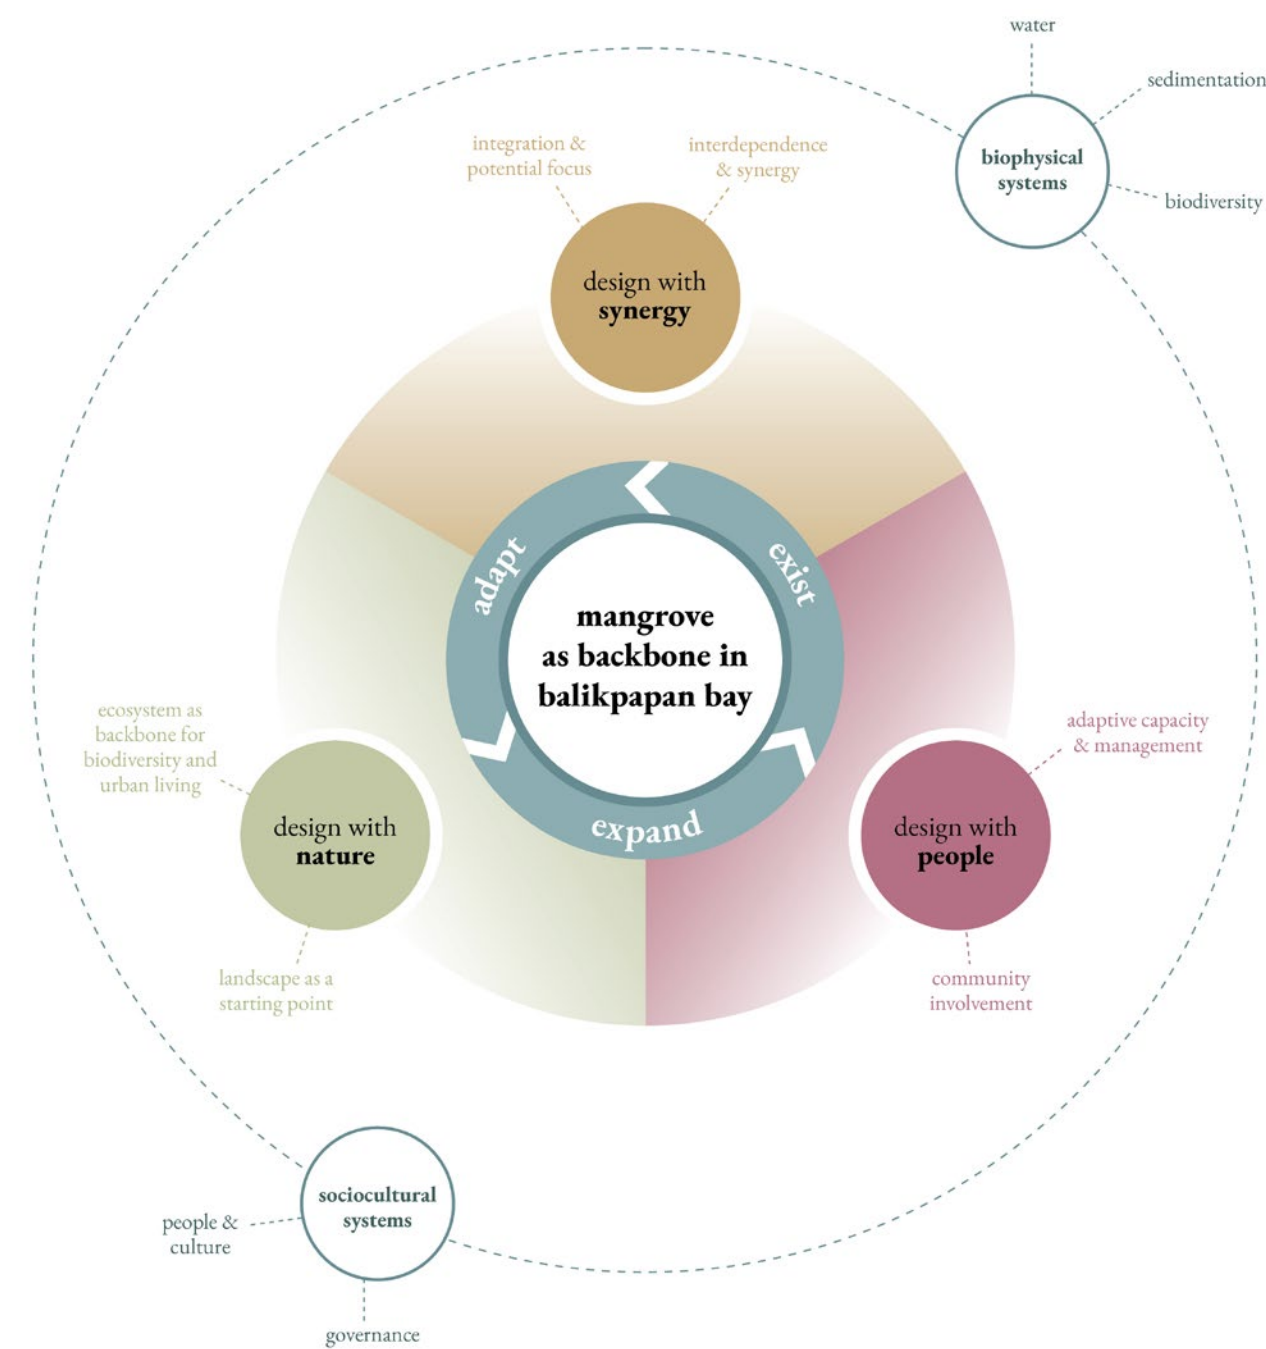 water
sedimentation
biophysical
systems
biodiversity
integration &
potential focus
interdependence
& synergy
design with
synergy
adapt
exist
expand
mangrove
as backbone in
balikpapan bay
ecosystem as
backbone for
biodiversity and
urban living
design with
nature
landscape as a
starting point
adaptive capacity
& management
design with
people
community
involvement
sociocultural
systems
people &
culture
governance